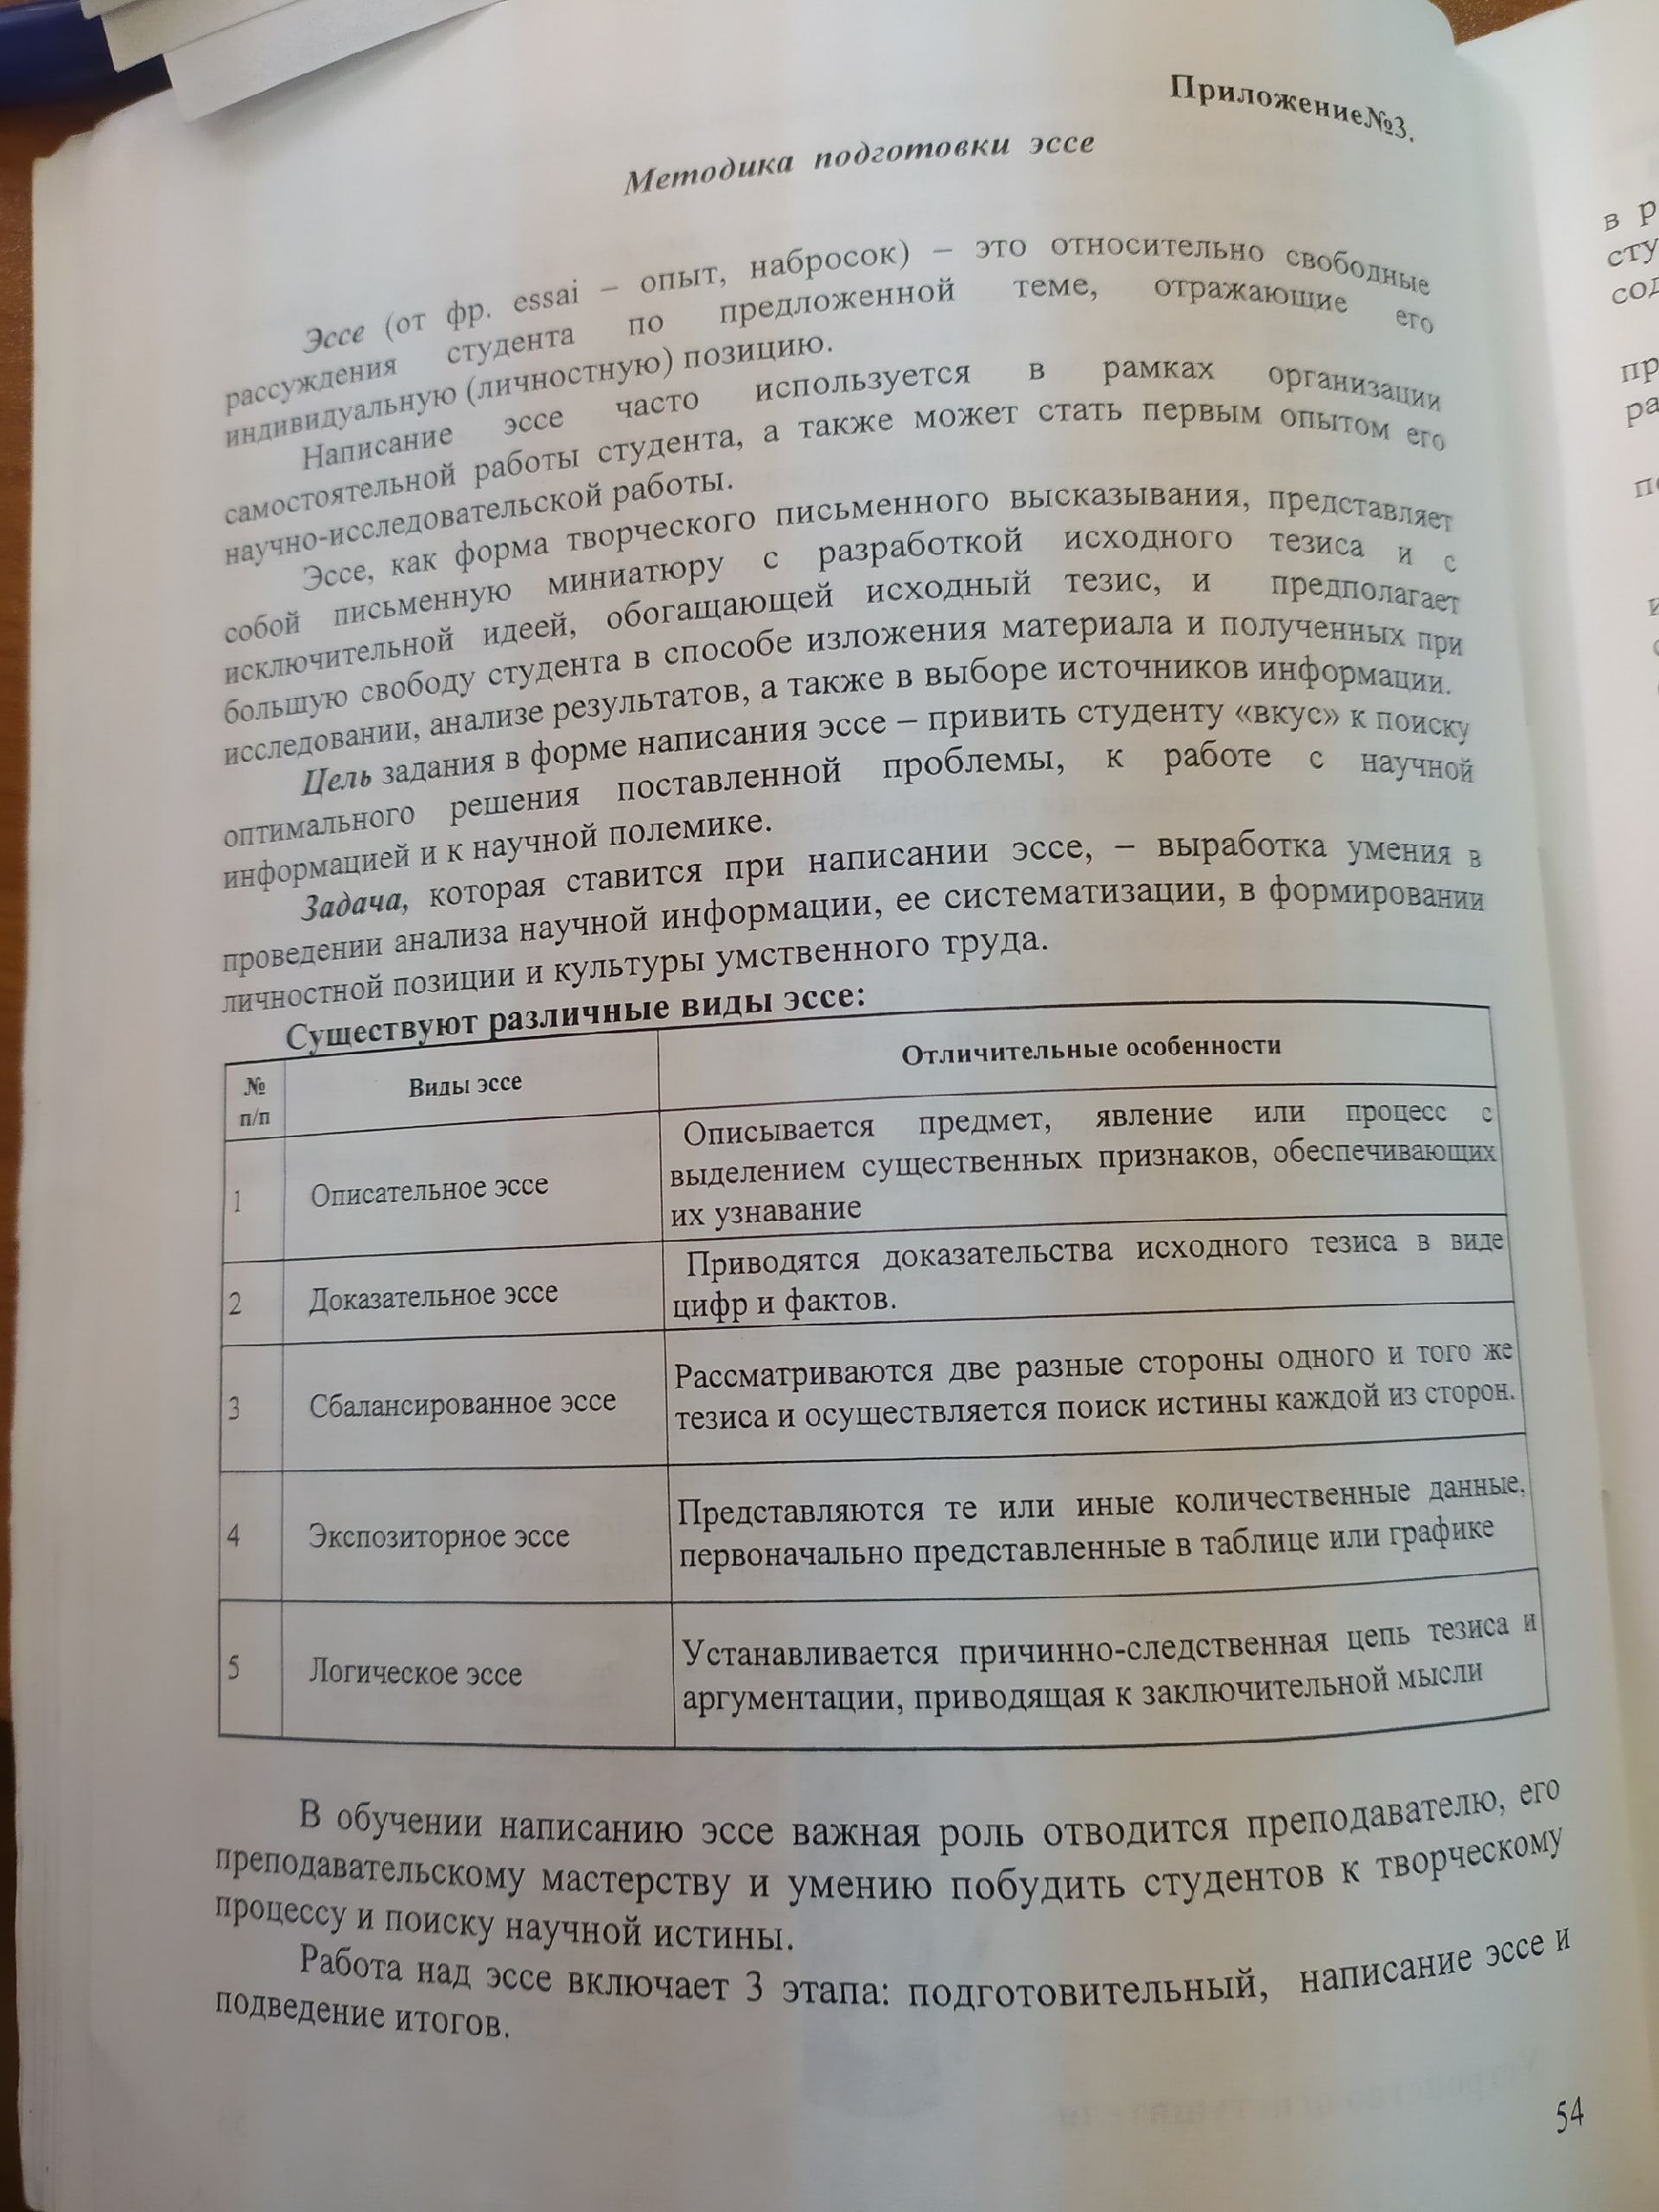 Приложение№3.
Методика подготовки эссе
Эссе (от фр. essai – опыт, набросок) – это относительно свободные
рассуждения студента по предложенной теме, отражающие его
индивидуальную (личностную) позицию.
Написание эссе часто используется в рамках организации
самостоятельной работы студента, а также может стать первым опытом его
научно-исследовательской работы.
Эссе, как форма творческого письменного высказывания, представляет
собой письменную миниатюру с разработкой исходного тезиса и с
исключительной идеей, обогащающей исходный тезис, и предполагает
большую свободу студента в способе изложения материала и полученных при
исследовании, анализе результатов, а также в выборе источников информации.
Цель задания в форме написания эссе – привить студенту «вкус» к поиску
оптимального решения поставленной проблемы, к работе с научной
информацией и к научной полемике.
Задача, которая ставится при написании эссе, – выработка умения в
проведении анализа научной информации, ее систематизации, в формировании
личностной позиции и культуры умственного труда.
Существуют различные виды эссе:
№ п/п Виды эссе Отличительные особенности
1 Описательное эссе
Описывается предмет, явление или процесс с
выделением существенных признаков, обеспечивающих
их узнавание
2 Доказательное эссе
Приводятся доказательства исходного тезиса в виде
цифр и фактов.
3 Сбалансированное эссе
Рассматриваются две разные стороны одного и того же
тезиса и осуществляется поиск истины каждой из сторон.
4 Экспозиторное эссе
Представляются те или иные количественные данные,
первоначально представленные в таблице или графике
5 Логическое эссе
Устанавливается причинно-следственная цепь тезиса и
аргументации, приводящая к заключительной мысли
В обучении написанию эссе важная роль отводится преподавателю, его
преподавательскому мастерству и умению побудить студентов к творческому
процессу и поиску научной истины.
Работа над эссе включает 3 этапа: подготовительный, написание эссе и
подведение итогов.
54